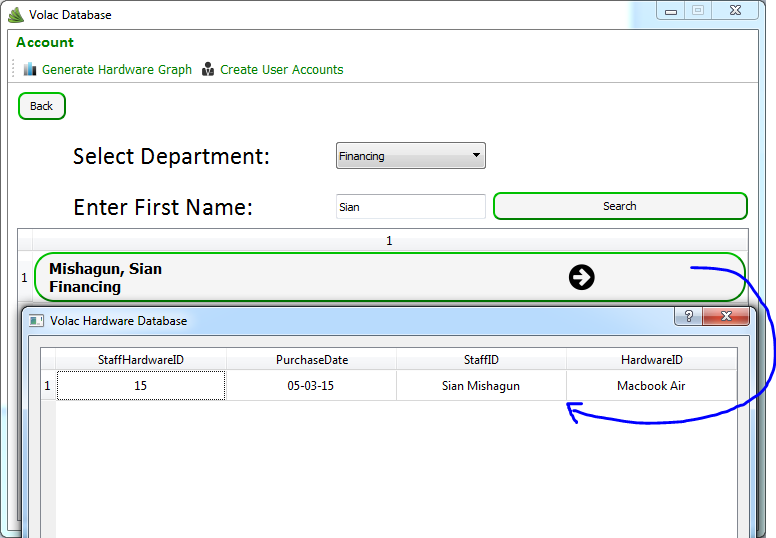 Volac Database
Account
Generate Hardware Graph Create User Accounts
Back
Select Department: Financing
Enter First Name: Sian Search
1
1 Mishagun, Sian
Financing
Volac Hardware Database ?
StaffHardwareID PurchaseDate StaffID HardwareID
1 15 05-03-15 Sian Mishagun Macbook Air